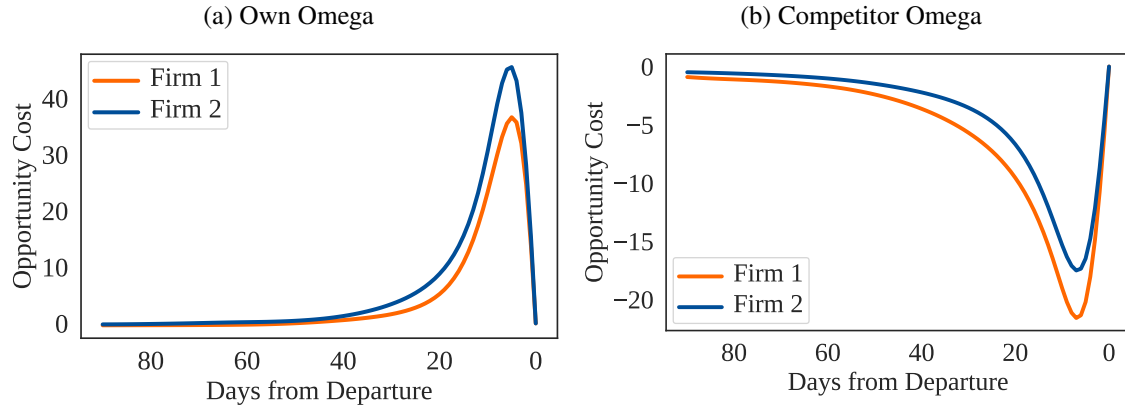 (a) Own Omega
Opportunity Cost
40
30
20
10
0
Firm 1
Firm 2
80
60
40
20
0
Days from Departure
(b) Competitor Omega
Opportunity Cost
0
−5
−10
−15
−20
Firm 1
Firm 2
80
60
40
20
0
Days from Departure